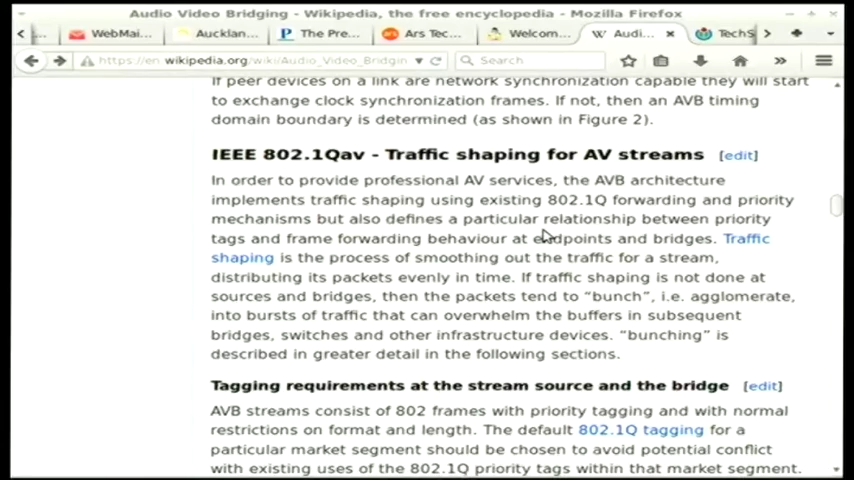 Audio Video Bridging - Wikipedia, the free encyclopedia - Mozilla Firefox
... WebMai... Aucklan... The Pre... Ars Tec... Welcom... W Audi... TechS
https://en.wikipedia.org/wiki/Audio_Video_Bridgin Search
If peer devices on a link are network synchronization capable they will start
to exchange clock synchronization frames. If not, then an AVB timing
domain boundary is determined (as shown in Figure 2).
IEEE 802.1Qav - Traffic shaping for AV streams [edit]
In order to provide professional AV services, the AVB architecture
implements traffic shaping using existing 802.1Q forwarding and priority
mechanisms but also defines a particular relationship between priority
tags and frame forwarding behaviour at endpoints and bridges. Traffic
shaping is the process of smoothing out the traffic for a stream,
distributing its packets evenly in time. If traffic shaping is not done at
sources and bridges, then the packets tend to “bunch”, i.e. agglomerate,
into bursts of traffic that can overwhelm the buffers in subsequent
bridges, switches and other infrastructure devices. “bunching” is
described in greater detail in the following sections.
Tagging requirements at the stream source and the bridge [edit]
AVB streams consist of 802 frames with priority tagging and with normal
restrictions on format and length. The default 802.1Q tagging for a
particular market segment should be chosen to avoid potential conflict
with existing uses of the 802.1Q priority tags within that market segment.